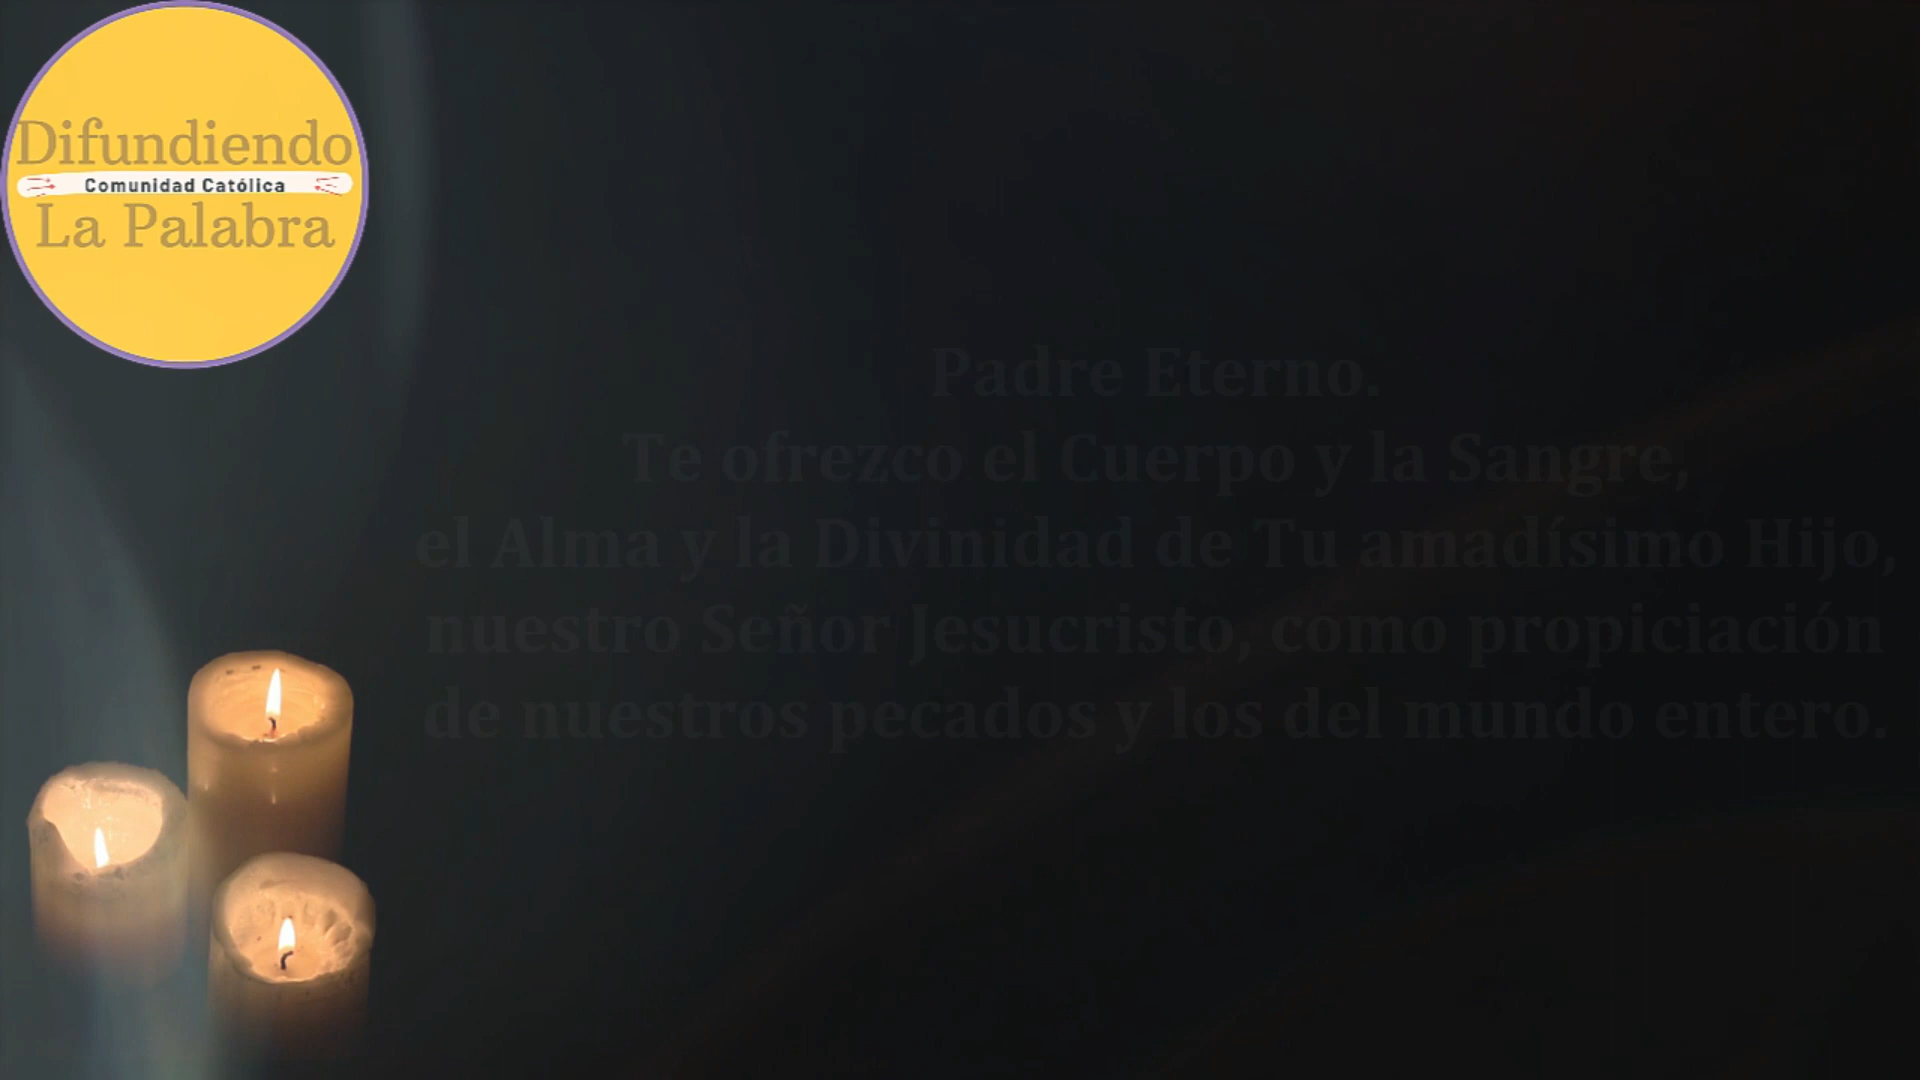 Difundiendo
Comunidad Católica
La Palabra
Padre Eterno.
Te ofrezco el Cuerpo y la Sangre,
el Alma y la Divinidad de Tu amadísimo Hijo,
nuestro Señor Jesucristo, como propiciación
de nuestros pecados y los del mundo entero.